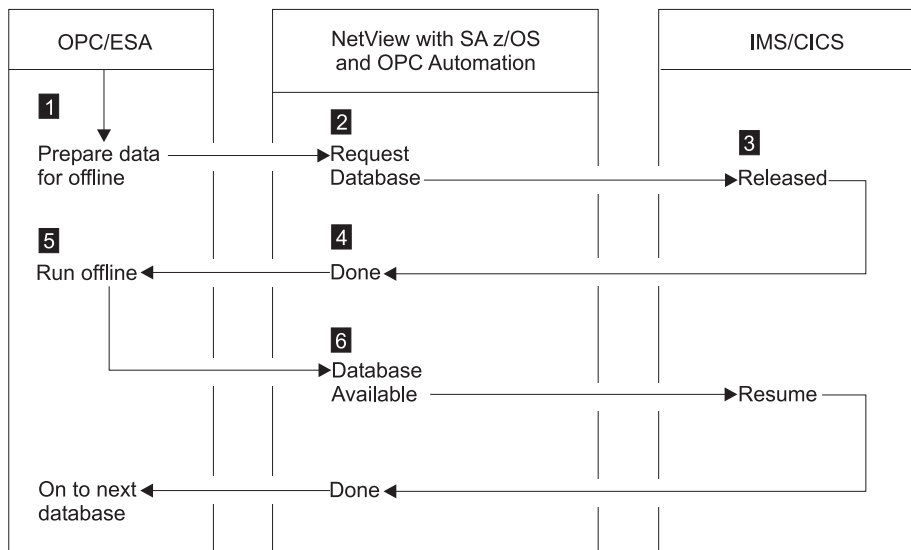 OPC/ESA
NetView with SA z/OS
and OPC Automation
IMS/CICS
1
Prepare data
for offline
2
Request
Database
3
Released
4
Done
5
Run offline
6
Database
Available
Resume
Done
On to next
database